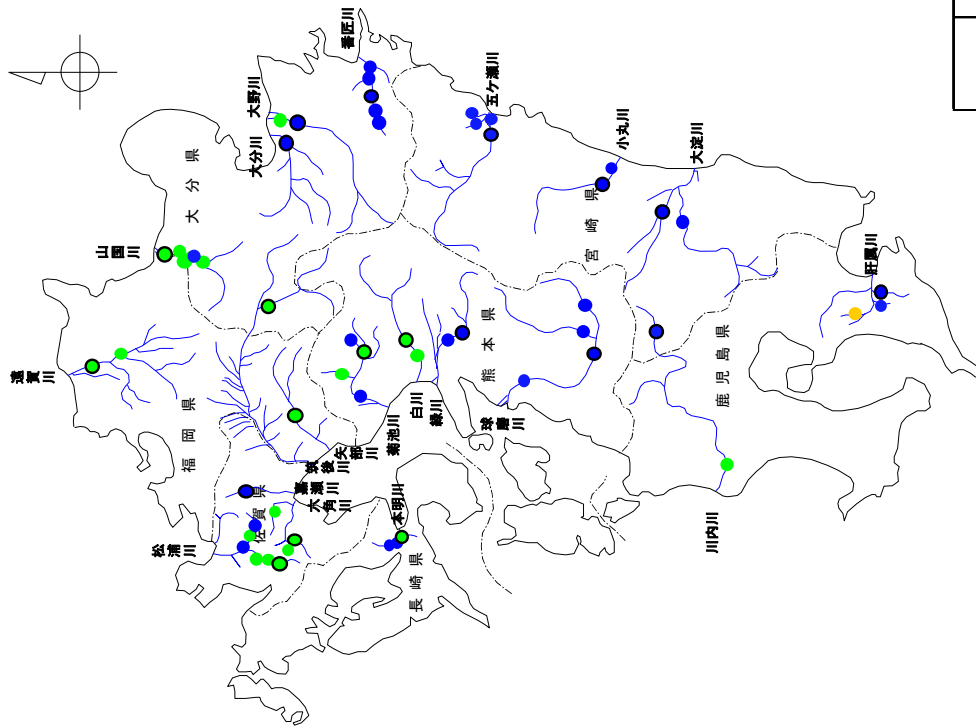 番匠川
大野川
五ヶ瀬川
大分川
小丸川
大淀川
大分県
山国川
宮崎県
肝属川
遠賀川
熊本県
鹿児島県
福岡県
白川
緑川
球磨川
菊池川
矢部川
筑後川
嘉瀬川
六角川
佐賀県
本明川
松浦川
川内川
長崎県